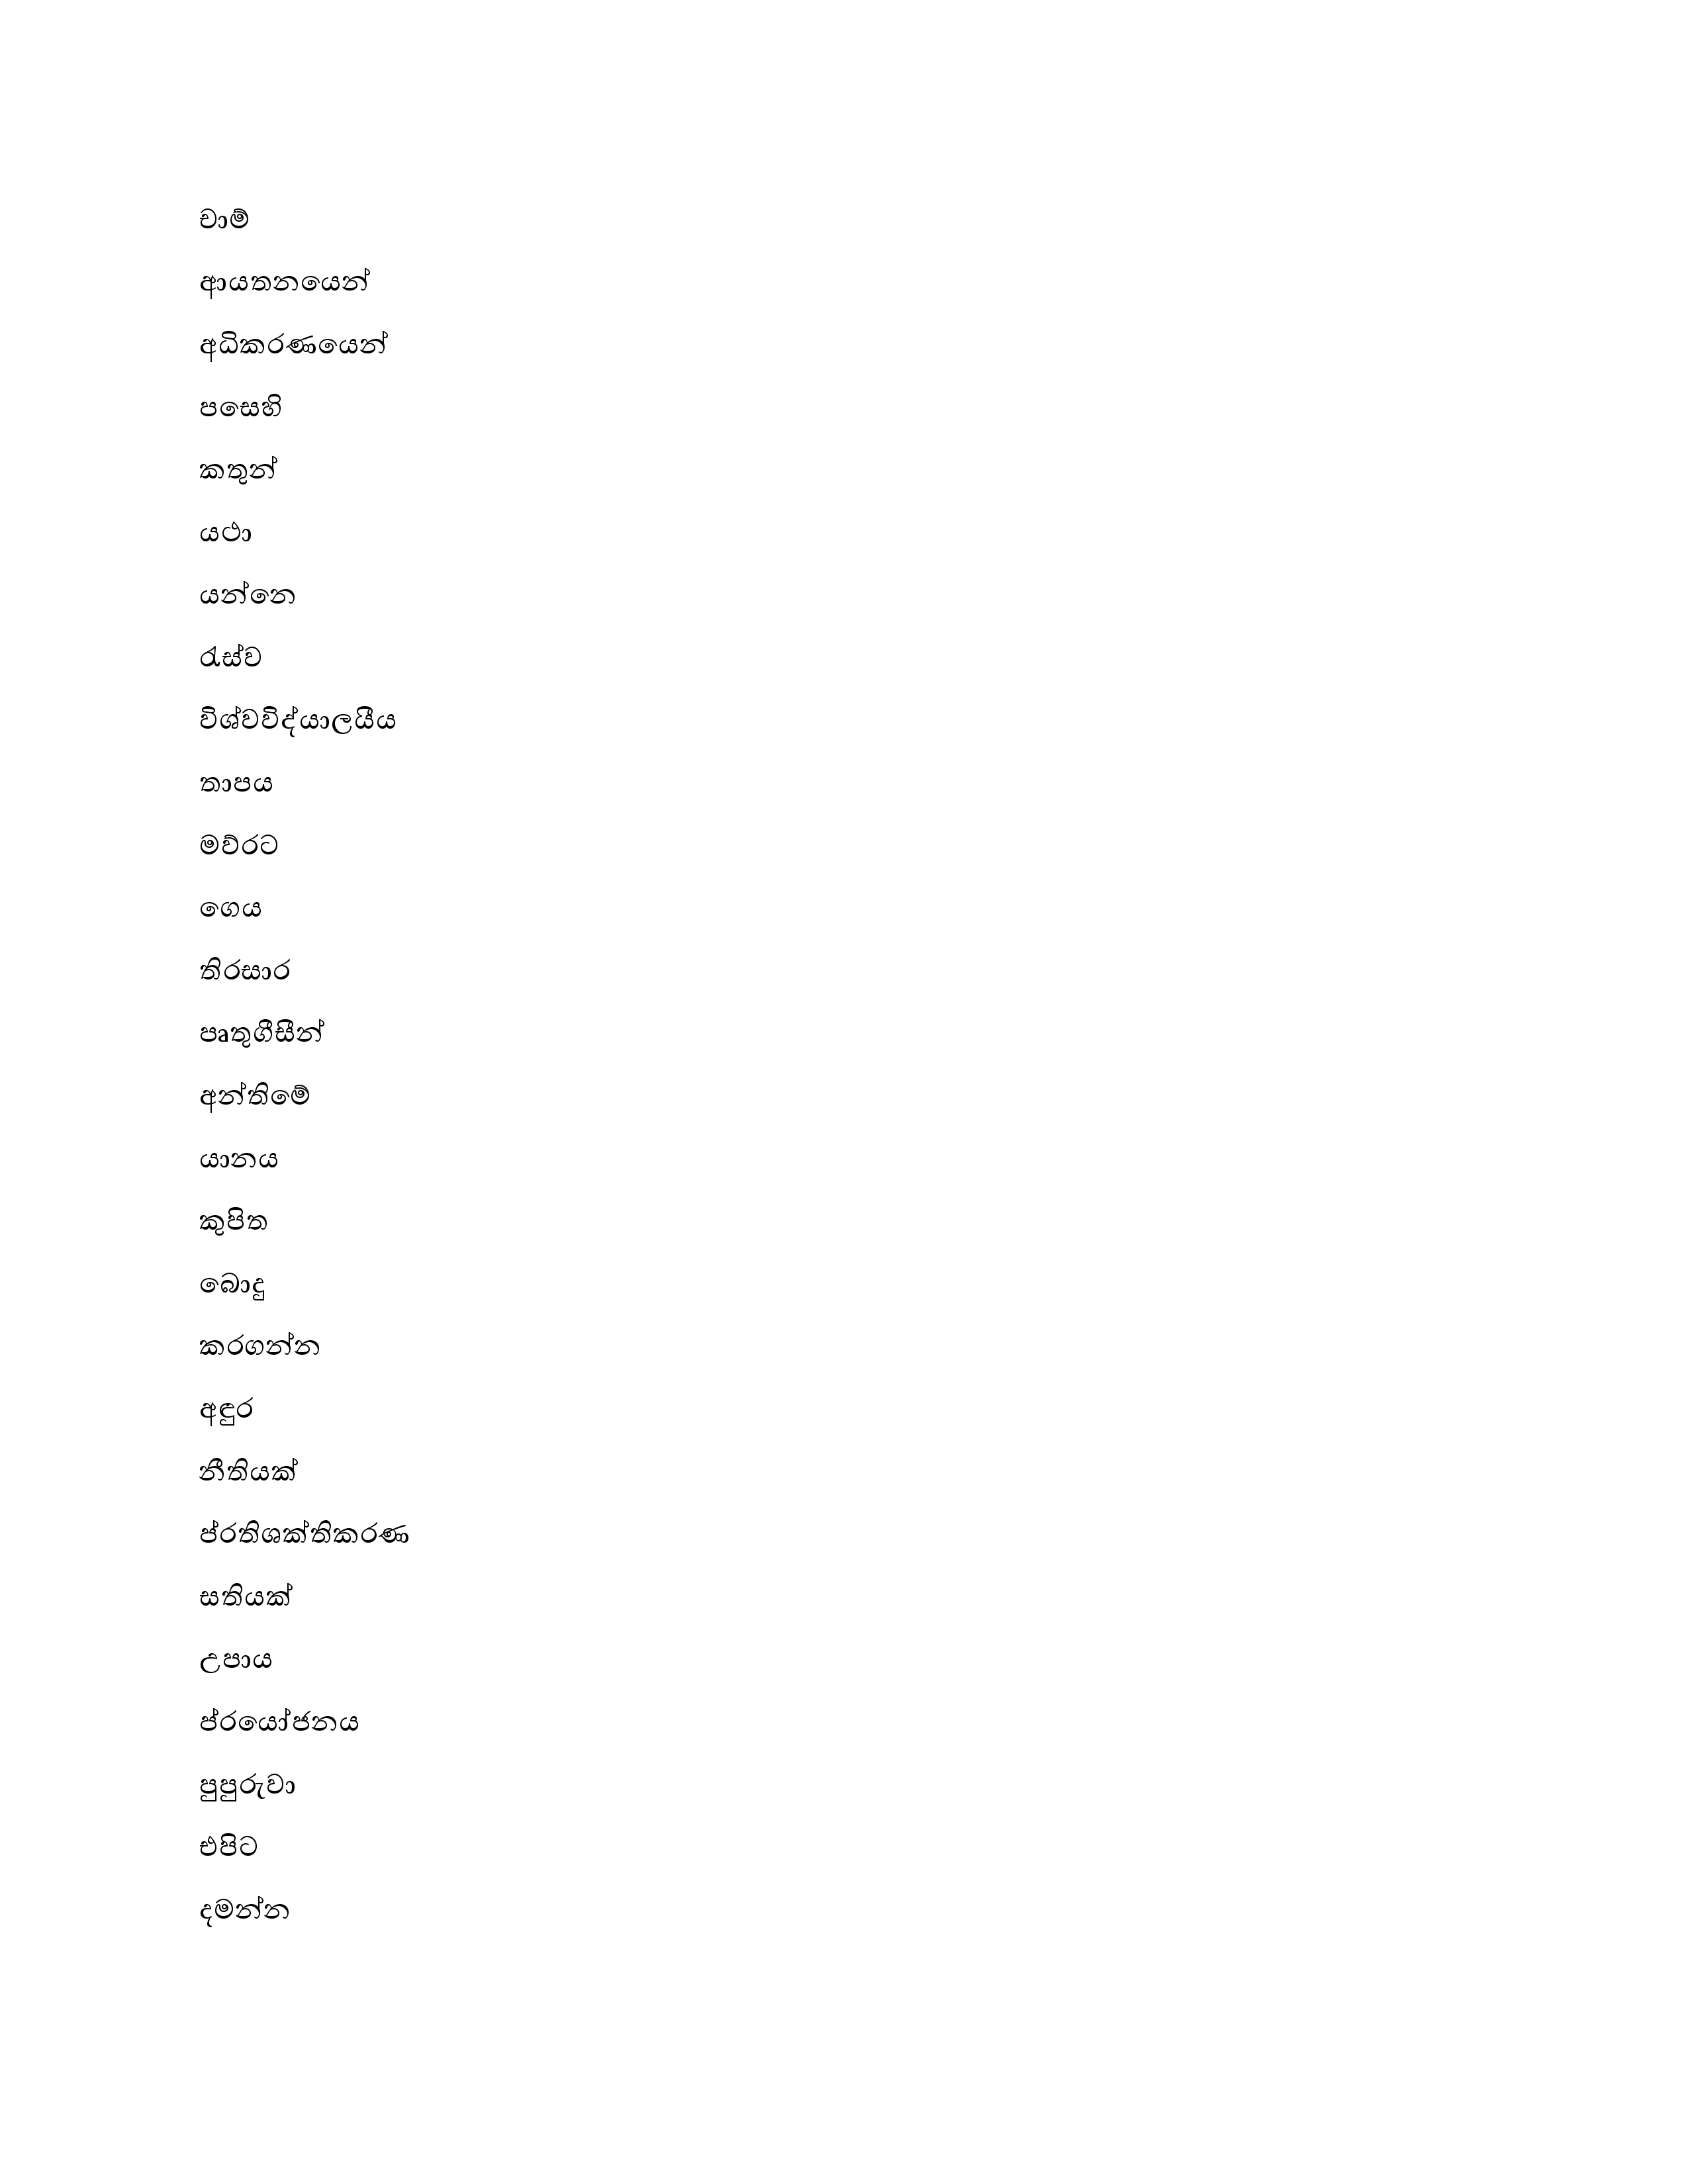 චාම්
ආයතනයෙන්
අධිකරණයෙන්
පසෙහි
කතුන්
යථා
යන්නෙ
රැස්ව
විශ්වවිද්යාලයීය
තාපය
මව්රට
ගෙය
තිරසාර
පෘතුගීසීන්
අන්තිමේ
යානය
කුපිත
බොදු
කරගන්න
අඳුර
නීතියක්
ප්රතිශක්තිකරණ
සතියක්
උපාය
ප්රයෝජනය
පුපුරුවා
එපිට
දමන්න